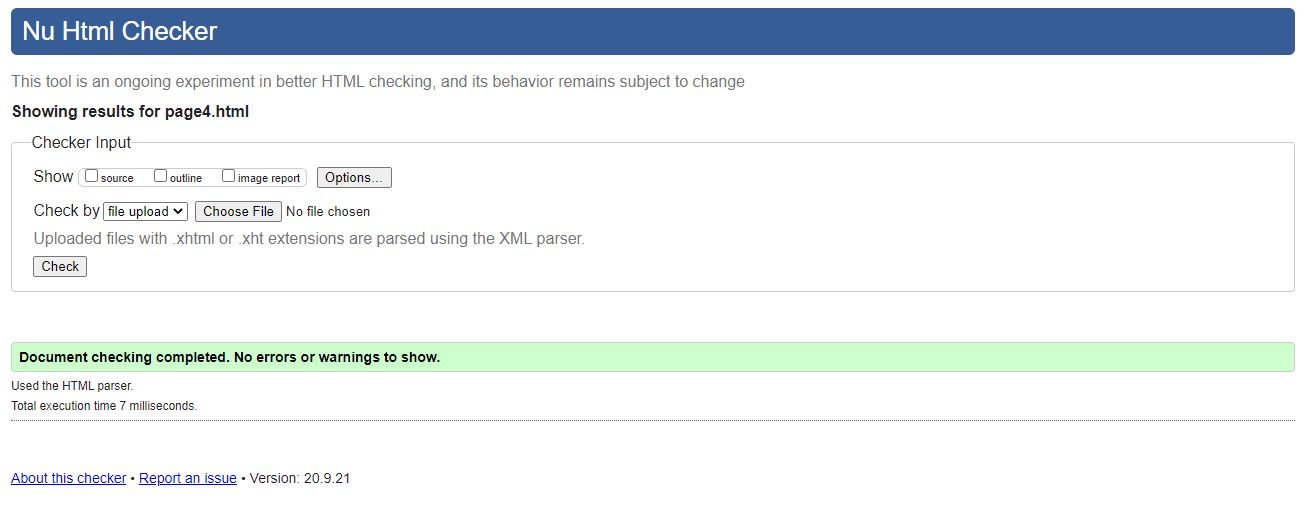 Nu Html Checker
This tool is an ongoing experiment in better HTML checking, and its behavior remains subject to change
Showing results for page4.html
Checker Input
Show source outline image report Options...
Check by file upload Choose File No file chosen
Uploaded files with .xhtml or .xht extensions are parsed using the XML parser.
Check
Document checking completed. No errors or warnings to show.
Used the HTML parser.
Total execution time 7 milliseconds.
About this checker • Report an issue • Version: 20.9.21